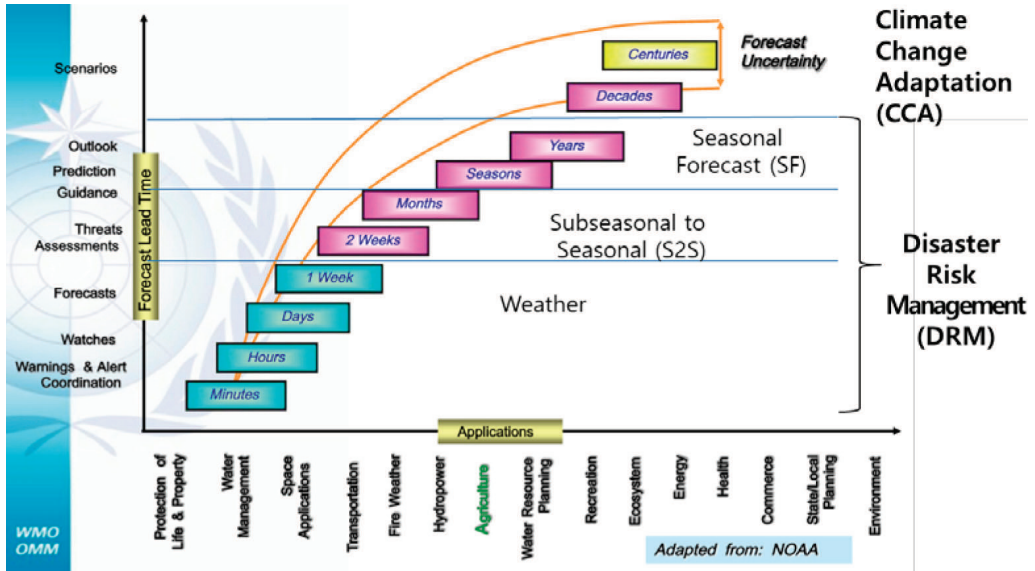 Climate
Change
Adaptation
(CCA)
Scenarios
Centuries
Forecast
Uncertainty
Decades
Outlook
Years
Seasonal
Forecast (SF)
Prediction
Seasons
Guidance
Months
Forecast Lead Time
Threats
Assessments
2 Weeks
Subseasonal to
Seasonal (S2S)
Disaster
Risk
Management
(DRM)
1 Week
Forecasts
Weather
Days
Watches
Hours
Warnings & Alert
Coordination
Minutes
Applications
Protection of
Life & Property
Water
Management
Space
Applications
Transportation
Fire Weather
Hydropower
Agriculture
Water Resource
Planning
Recreation
Ecosystem
Energy
Health
Commerce
State/Local
Planning
Environment
WMO
OMM
Adapted from: NOAA